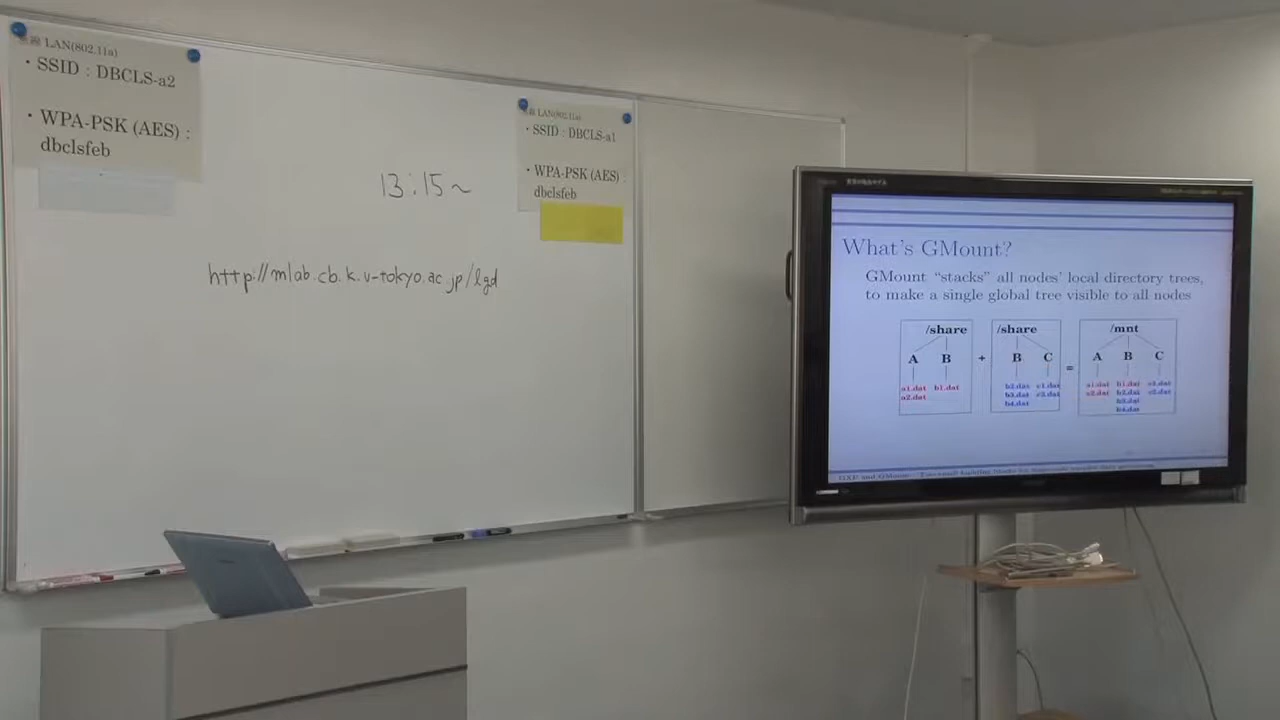 LAN(802.11a)
・SSID : DBCLS-a2
・WPA-PSK (AES) :
dbclsfeb
LAN(802.11a)
・SSID : DBCLS-a1
・WPA-PSK (AES) :
dbclsfeb
13:15~
http://mlab.cb.k.u-tokyo.ac.jp/lgd
What's GMount?
GMount "stacks" all nodes' local directory trees,
to make a single global tree visible to all nodes
/share /share /mnt
A B + B C = A B C
a1.dat b1.dat b2.dat c1.dat a1.dat b1.dat c1.dat
a2.dat b3.dat c2.dat a2.dat b2.dat c2.dat
b4.dat b3.dat
b4.dat
GXP and GMount